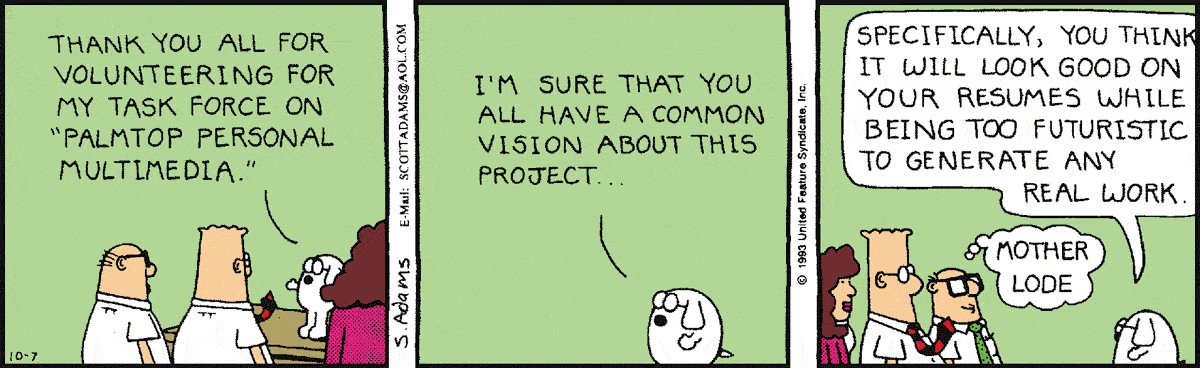 THANK YOU ALL FOR
VOLUNTEERING FOR
MY TASK FORCE ON
"PALMTOP PERSONAL
MULTIMEDIA."
10-7
S. Adams
E-Mail: SCOTTADAMS@AOL.COM
I'M SURE THAT YOU
ALL HAVE A COMMON
VISION ABOUT THIS
PROJECT...
© 1993 United Feature Syndicate, Inc.
SPECIFICALLY, YOU THINK
IT WILL LOOK GOOD ON
YOUR RESUMES WHILE
BEING TOO FUTURISTIC
TO GENERATE ANY
REAL WORK.
MOTHER
LODE